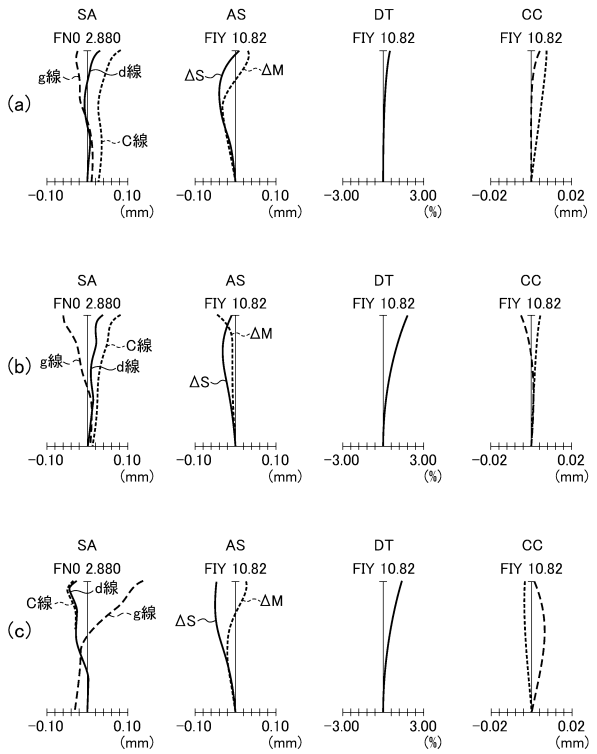 SA AS DT CC
FNO 2.880 FIY 10.82 FIY 10.82 FIY 10.82
g線 d線 ΔS ΔM
(a)
C線
-0.10 0.10 -0.10 0.10 -3.00 3.00 -0.02 0.02
(mm) (mm) (%) (mm)
SA AS DT CC
FNO 2.880 FIY 10.82 FIY 10.82 FIY 10.82
C線 ΔM
g線 d線
(b)
ΔS
-0.10 0.10 -0.10 0.10 -3.00 3.00 -0.02 0.02
(mm) (mm) (%) (mm)
SA AS DT CC
FNO 2.880 FIY 10.82 FIY 10.82 FIY 10.82
d線
C線 g線 ΔS ΔM
(c)
-0.10 0.10 -0.10 0.10 -3.00 3.00 -0.02 0.02
(mm) (mm) (%) (mm)